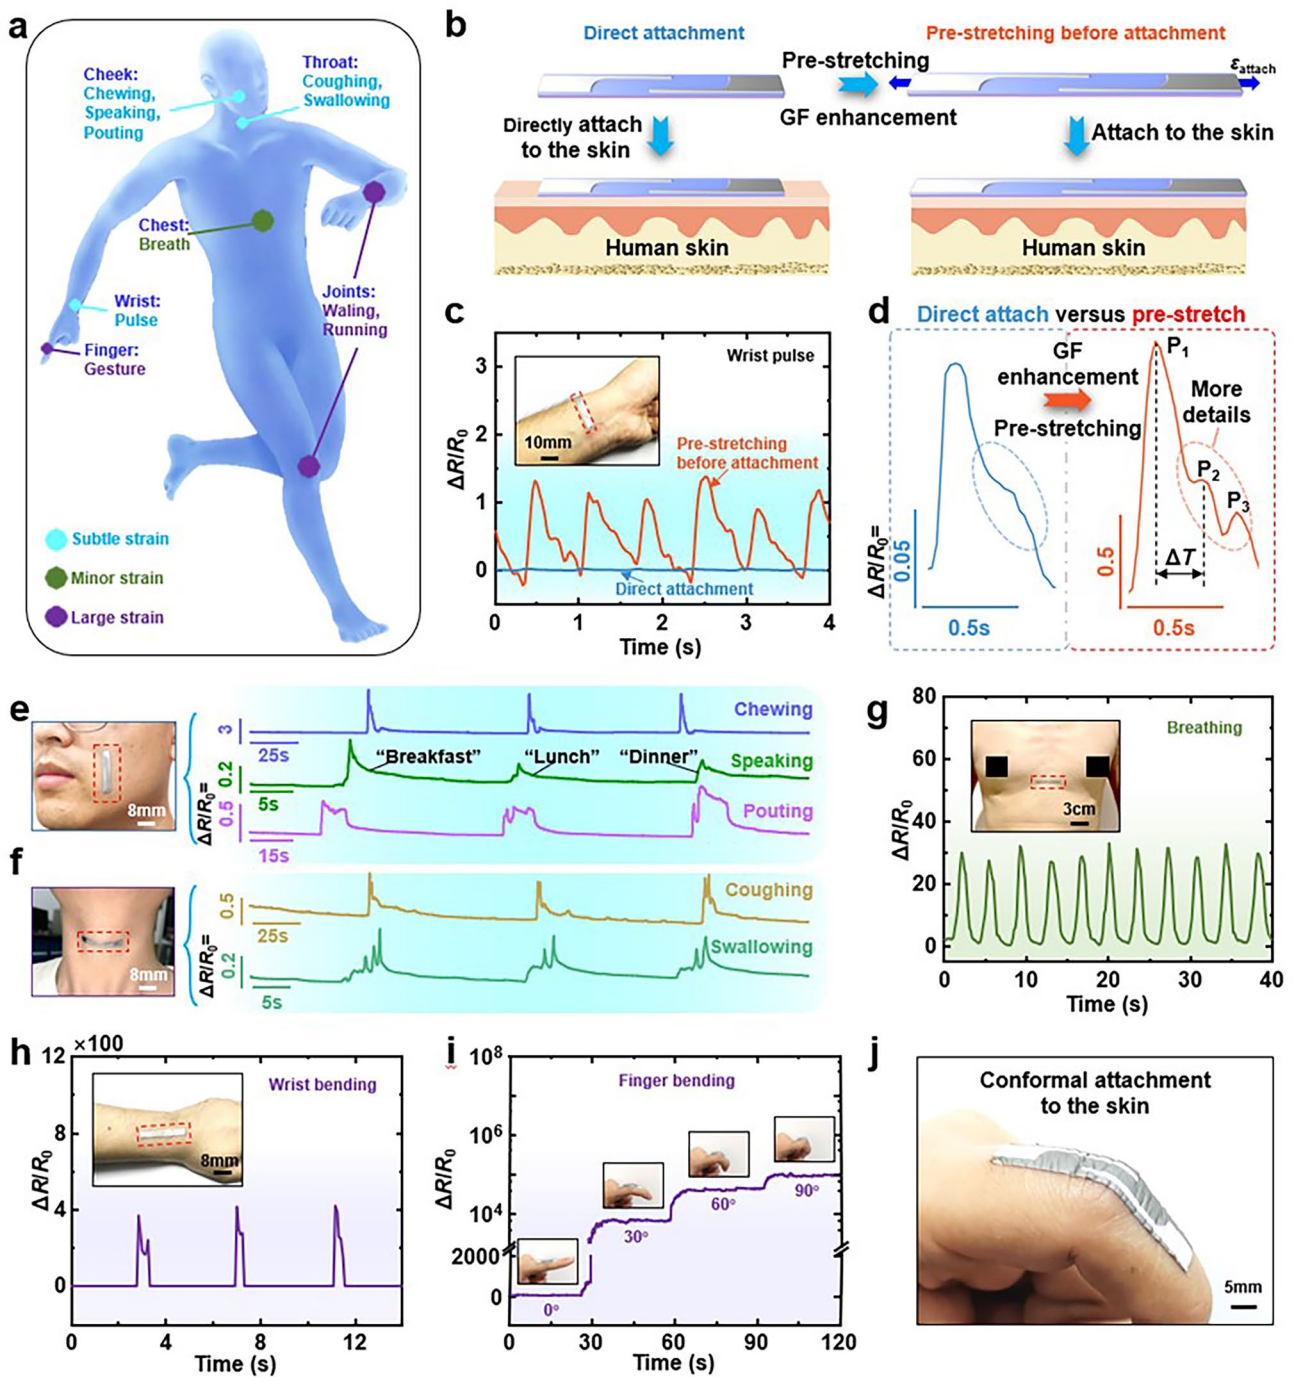 a
Cheek:
Chewing,
Speaking,
Pouting
Throat:
Coughing,
Swallowing
Chest:
Breath
Wrist:
Pulse
Finger:
Gesture
Joints:
Waling,
Running
Subtle strain
Minor strain
Large strain
b
Direct attachment
Pre-stretching
GF enhancement
Pre-stretching before attachment
εattach
Directly attach
to the skin
Attach to the skin
Human skin
Human skin
c
Wrist pulse
10mm
Pre-stretching
before attachment
Direct attachment
ΔR/R0
3
2
1
0
0 1 2 3 4
Time (s)
d
Direct attach versus pre-stretch
GF
enhancement
Pre-stretching
More
details
P1
P2
P3
ΔT
ΔR/R0=
0.05
0.5s
0.5
0.5s
e
8mm
ΔR/R0=
3
25s
Chewing
0.2
5s
"Breakfast" "Lunch" "Dinner"
Speaking
0.5
15s
Pouting
f
8mm
ΔR/R0=
0.5
25s
Coughing
0.2
5s
Swallowing
g
Breathing
3cm
ΔR/R0
80
60
40
20
0
0 10 20 30 40
Time (s)
h
×100
Wrist bending
8mm
ΔR/R0
12
8
4
0
0 4 8 12
Time (s)
i
Finger bending
ΔR/R0
10^8
10^6
10^4
2000
0
0°
30°
60°
90°
0 30 60 90 120
Time (s)
j
Conformal attachment
to the skin
5mm